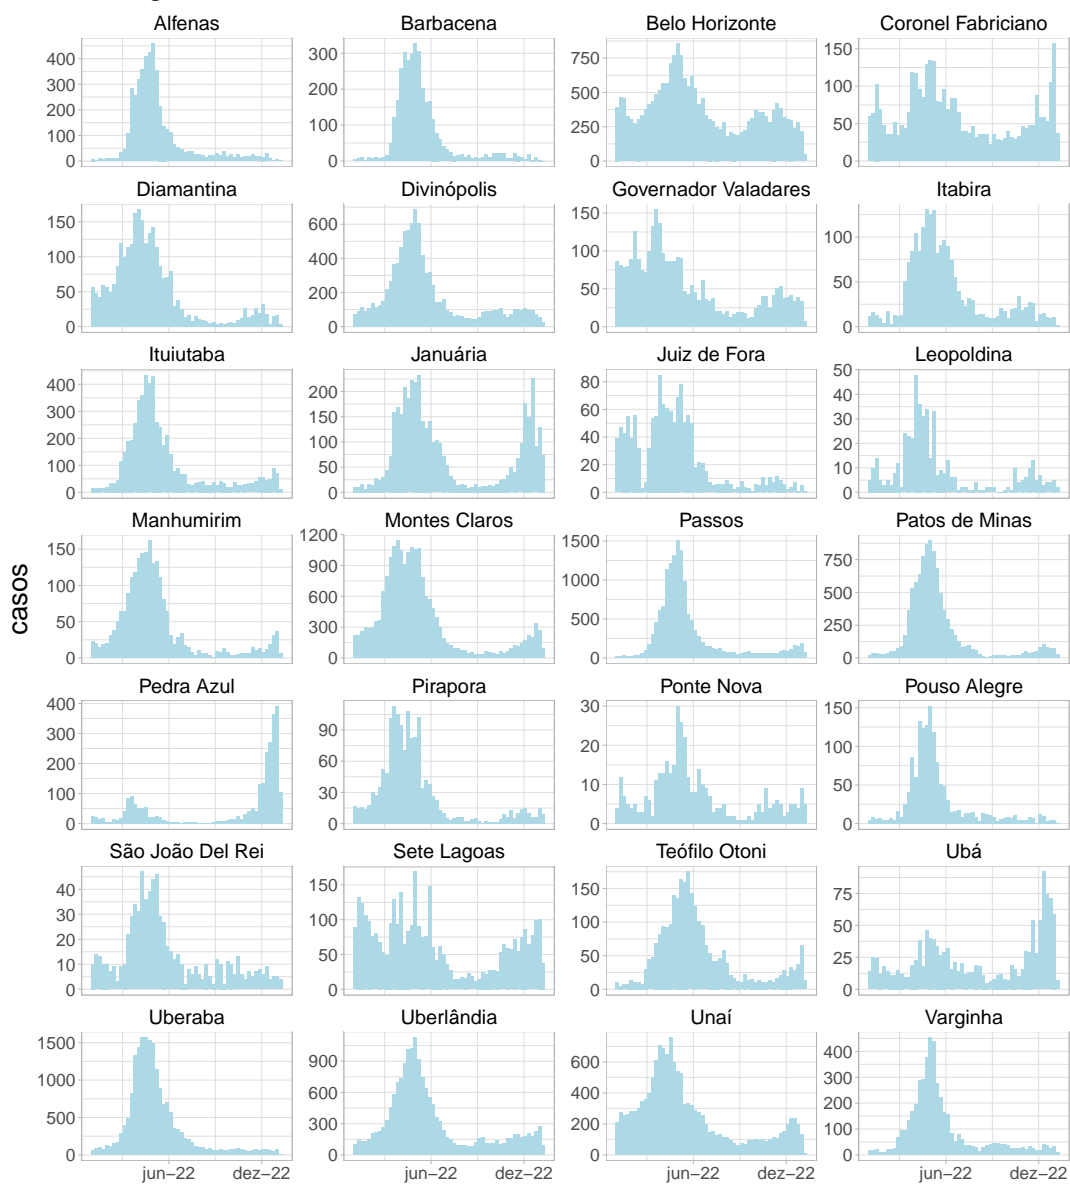 Alfenas Barbacena Belo Horizonte Coronel Fabriciano
400 300 200 100 0
300 200 100 0
750 500 250 0
150 100 50 0
Diamantina Divinópolis Governador Valadares Itabira
150 100 50 0
600 400 200 0
150 100 50 0
100 50 0
Ituiutaba Januária Juiz de Fora Leopoldina
400 300 200 100 0
200 150 100 50 0
80 60 40 20 0
50 40 30 20 10 0
casos
Manhumirim Montes Claros Passos Patos de Minas
150 100 50 0
1200 900 600 300 0
1500 1000 500 0
750 500 250 0
Pedra Azul Pirapora Ponte Nova Pouso Alegre
400 300 200 100 0
90 60 30 0
30 20 10 0
150 100 50 0
São João Del Rei Sete Lagoas Teófilo Otoni Ubá
40 30 20 10 0
150 100 50 0
150 100 50 0
75 50 25 0
Uberaba Uberlândia Unaí Varginha
1500 1000 500 0
900 600 300 0
600 400 200 0
400 300 200 100 0
jun–22 dez–22 jun–22 dez–22 jun–22 dez–22 jun–22 dez–22